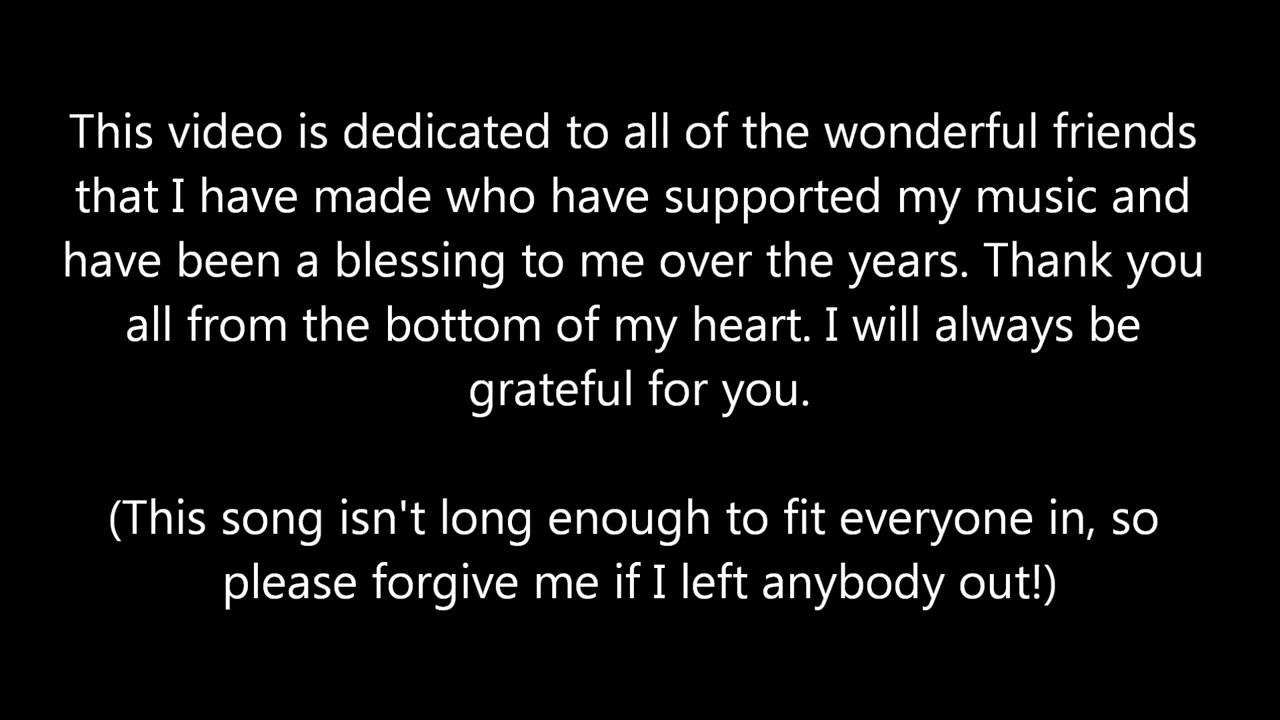 This video is dedicated to all of the wonderful friends
that I have made who have supported my music and
have been a blessing to me over the years. Thank you
all from the bottom of my heart. I will always be
grateful for you.
(This song isn't long enough to fit everyone in, so
please forgive me if I left anybody out!)